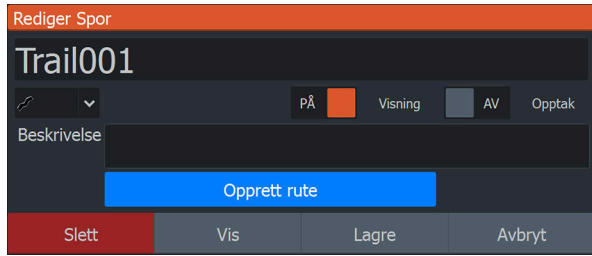 Rediger Spor
Trail001
PÅ Visning AV Opptak
Beskrivelse
Opprett rute
Slett Vis Lagre Avbryt